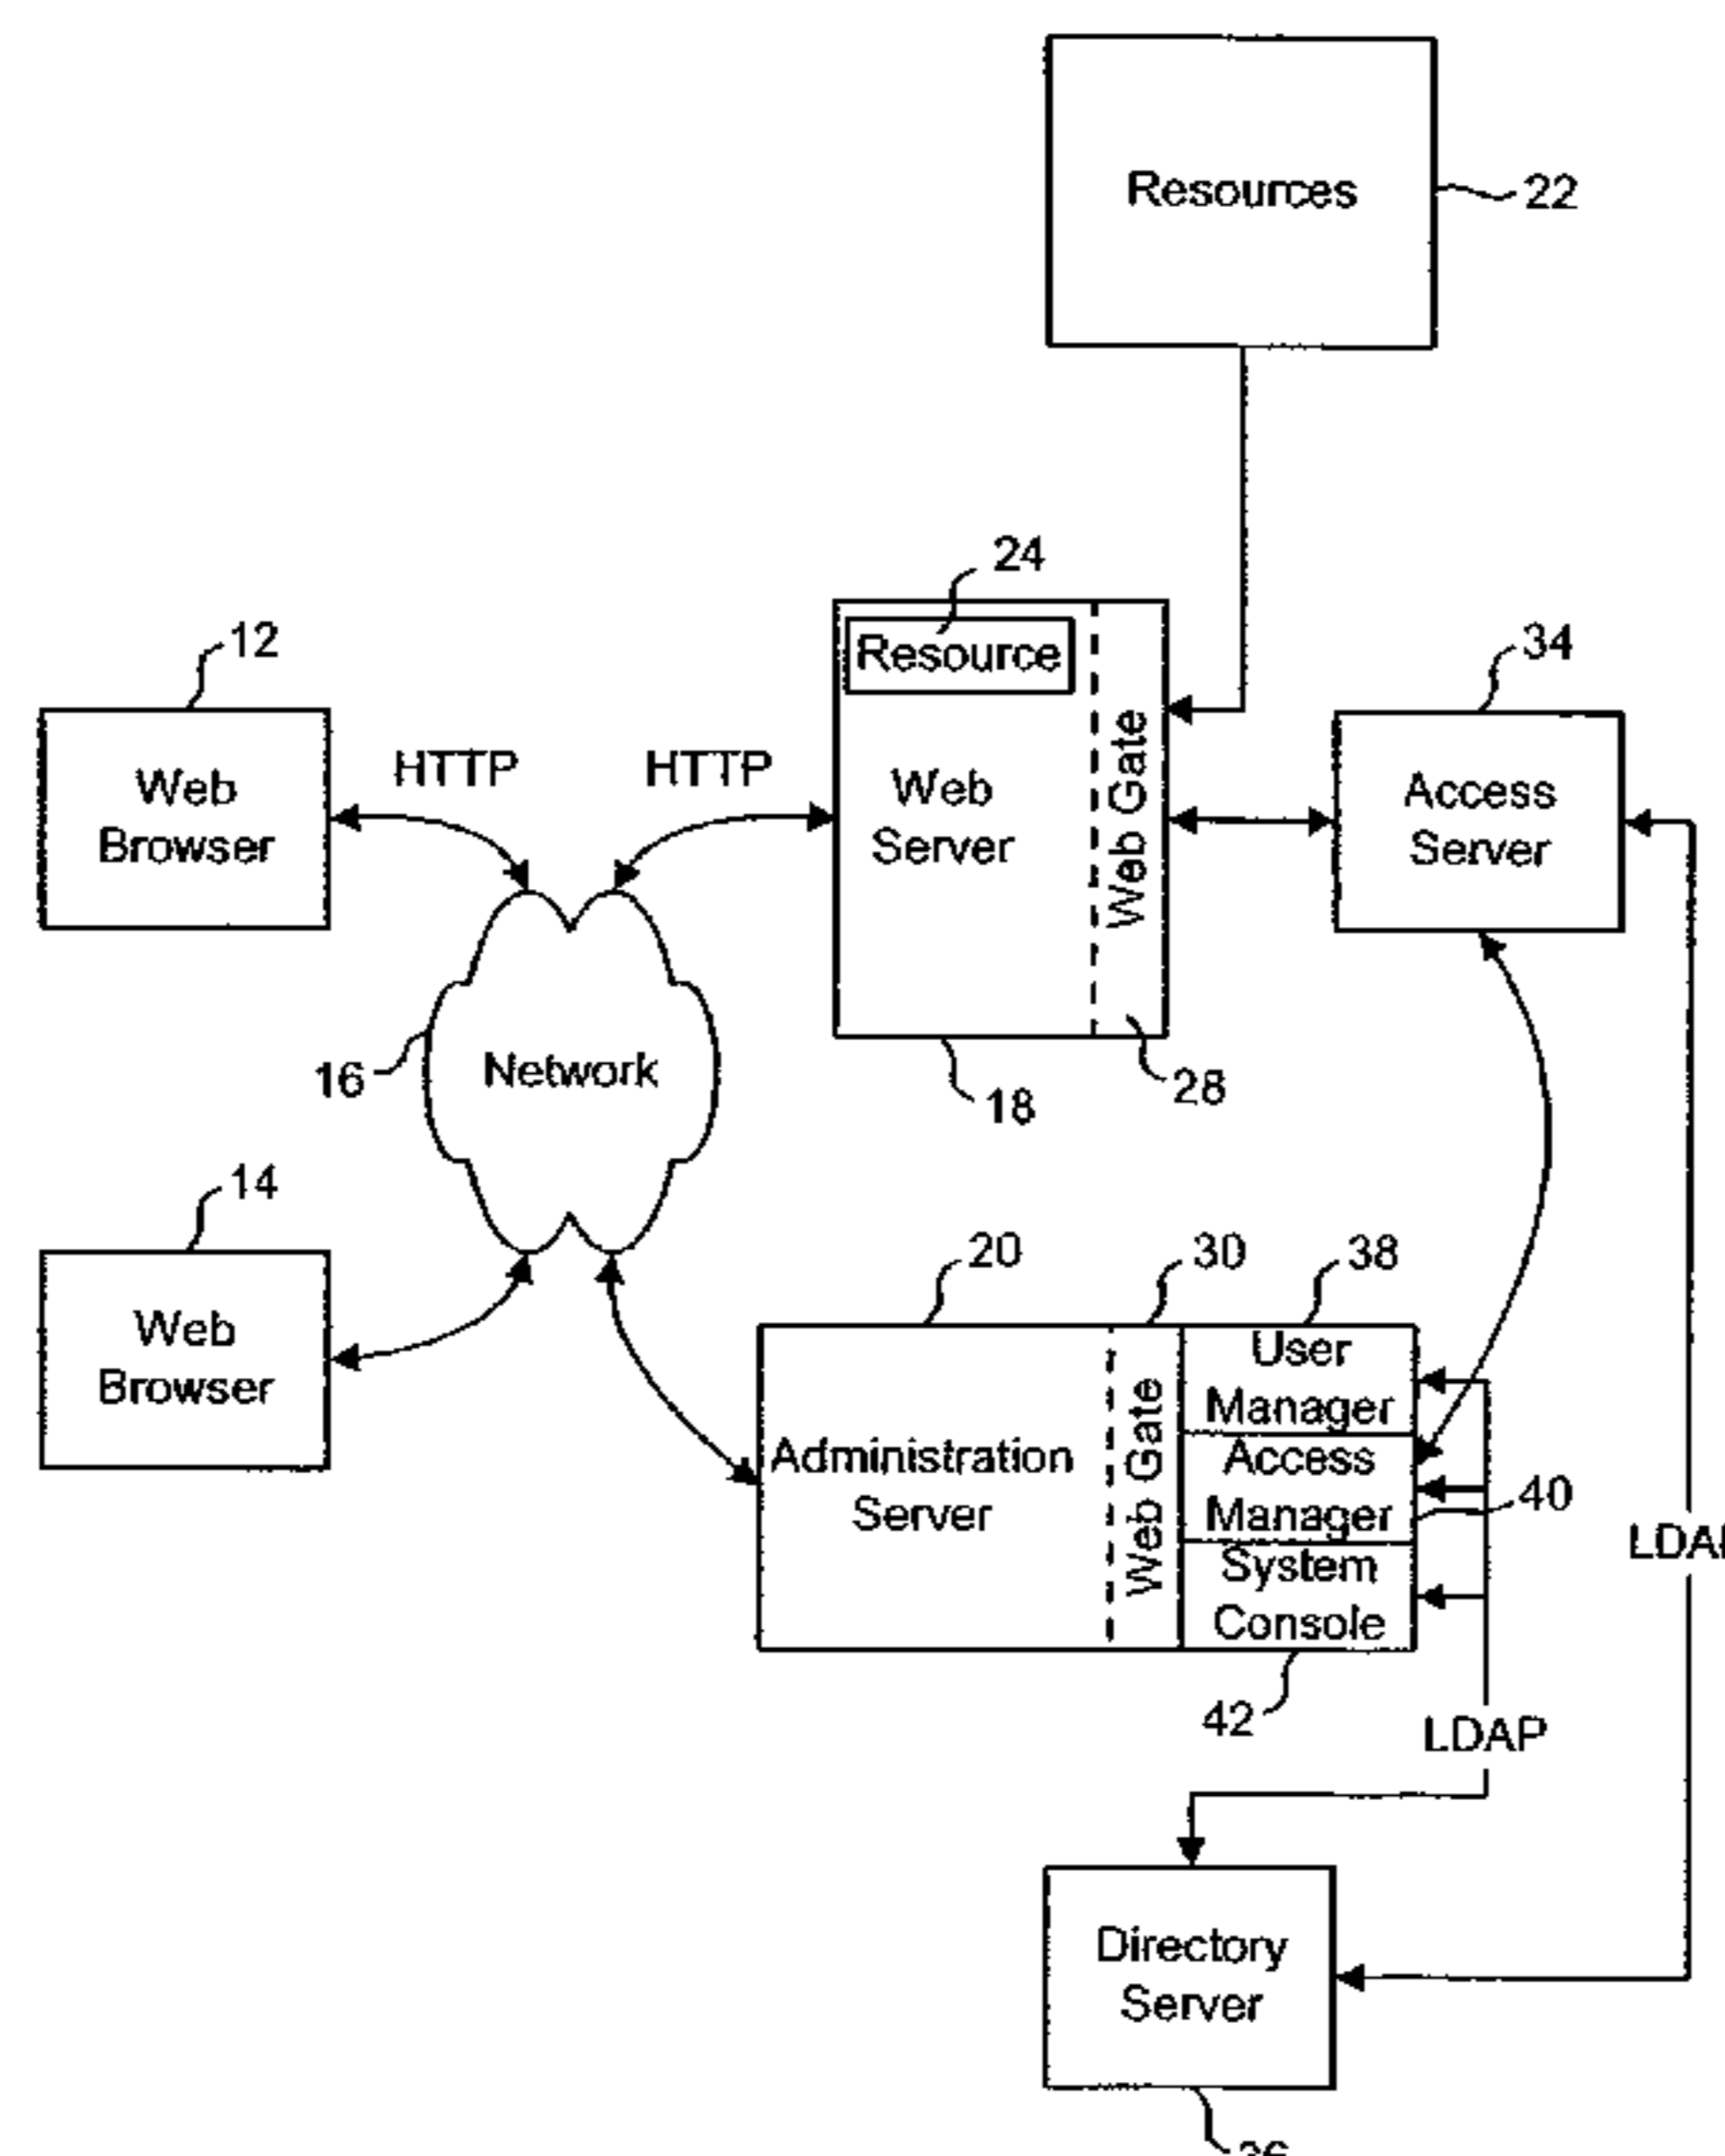 Resources
22
24
Resource
12
34
HTTP
HTTP
Web
Browser
Web
Server
Web Gate
Access
Server
16
Network
18
28
14
20
30
38
Web
Browser
User
Manager
Administration
Server
Web Gate
Access
Manager
40
System
Console
42
LDAP
Directory
Server